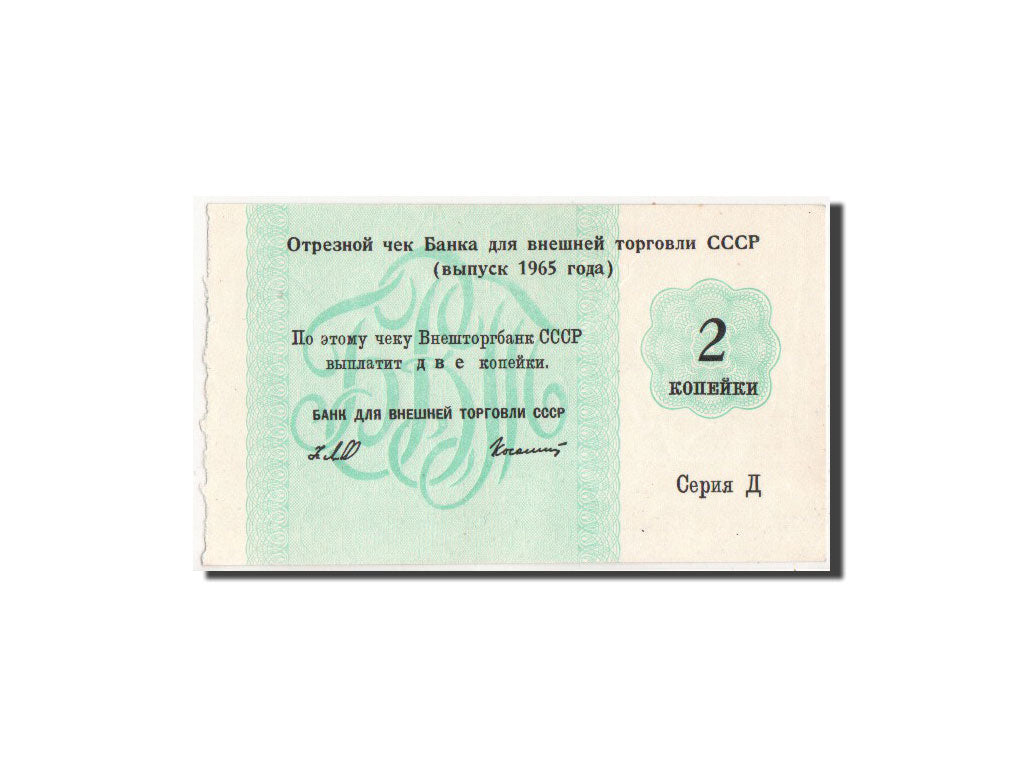 Отрезной чек Банка для внешней торговли СССР
(выпуск 1965 года)
По этому чеку Внешторгбанк СССР
выплатит две копейки.
БАНК ДЛЯ ВНЕШНЕЙ ТОРГОВЛИ СССР
2
КОПЕЙКИ
Серия Д